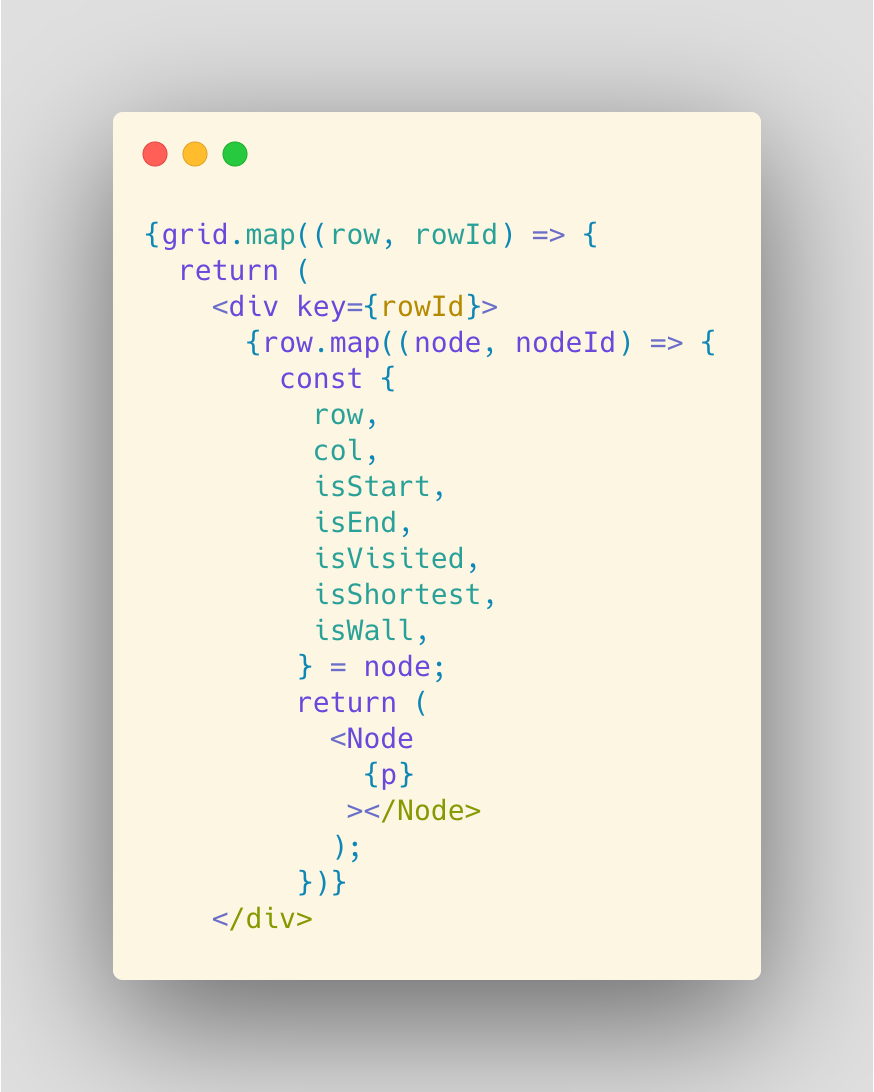 {grid.map((row, rowId) => {
  return (
    <div key={rowId}>
      {row.map((node, nodeId) => {
        const {
          row,
          col,
          isStart,
          isEnd,
          isVisited,
          isShortest,
          isWall,
         } = node;
         return (
           <Node
             {p}
            ></Node>
           );
         })}
    </div>